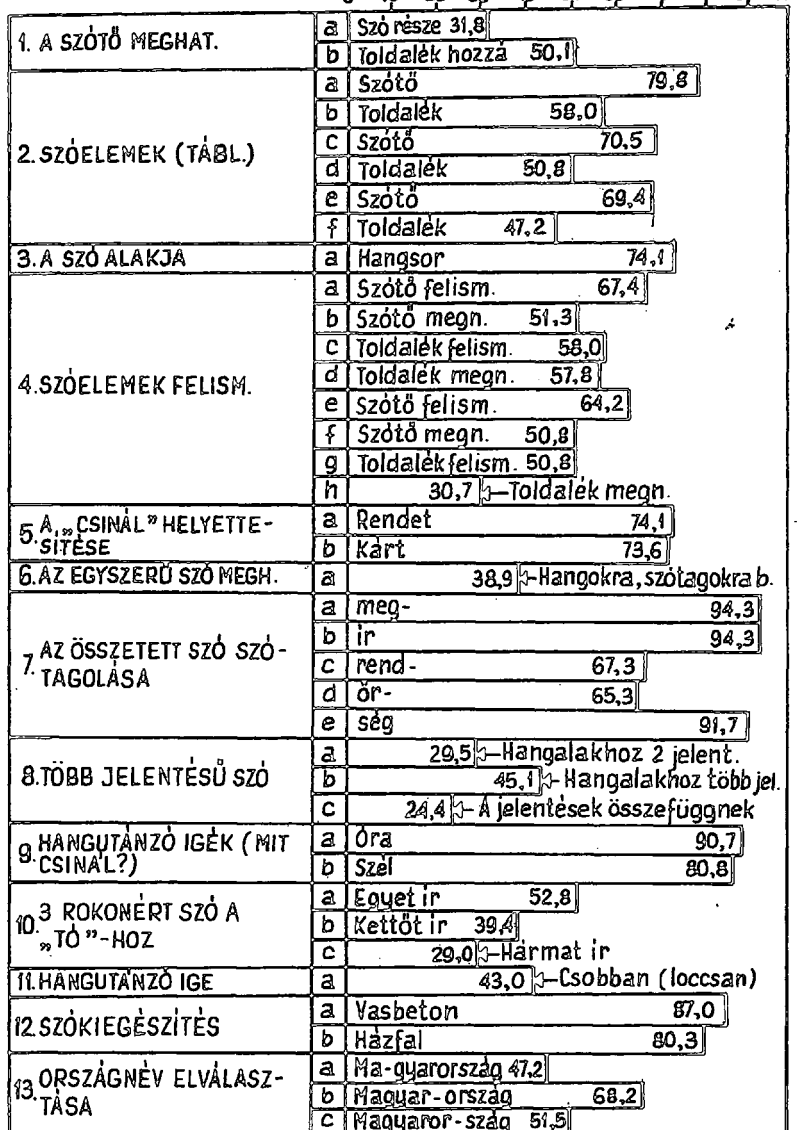 1. A SZÓTŐ MEGHAT.
a Szó része 31,8
b Toldalék hozzá 50,1
2. SZÓELEMEK (TÁBL.)
a Szótő 79,8
b Toldalék 58,0
c Szótő 70,5
d Toldalék 50,8
e Szótő 69,4
f Toldalék 47,2
3. A SZÓ ALAKJA
a Hangsor 74,1
4. SZÓELEMEK FELISM.
a Szótő felism. 67,4
b Szótő megn. 51,3
c Toldalék felism. 58,0
d Toldalék megn. 57,8
e Szótő felism. 64,2
f Szótő megn. 50,8
g Toldalék felism. 50,8
h 30,7 Toldalék megn.
5. A „CSINÁL” HELYETTE-
SÍTÉSE
a Rendet 74,1
b Kárt 73,6
6. AZ EGYSZERŰ SZÓ MEGH.
a 38,9 Hangokra, szótagokra b.
7. AZ ÖSSZETETT SZÓ SZÓ-
TAGOLÁSA
a meg- 94,3
b ír 94,3
c rend- 67,3
d őr- 65,3
e ség 91,7
8. TÖBB JELENTÉSŰ SZÓ
a 29,5 Hangalakhoz 2 jelent.
b 45,1 Hangalakhoz több jel.
c 24,4 A jelentések összefüggnek
9. HANGUTÁNZÓ IGÉK (MIT
CSINÁL?)
a Óra 90,7
b Szél 80,8
10. 3 ROKONÉRT. SZÓ A
„TÓ”-HOZ
a Egyet ír 52,8
b Kettőt ír 39,4
c 29,0 Hármat ír
11. HANGUTÁNZÓ IGE
a 43,0 Csobban (loccsan)
12. SZÓKIEGÉSZÍTÉS
a Vasbeton 87,0
b Házfal 80,3
13. ORSZÁGNÉV ELVÁLASZ-
TÁSA
a Ma-gyarország 47,2
b Magyar-ország 68,2
c Magyaror-szág 51,5